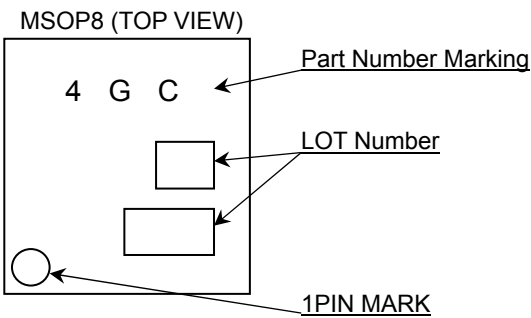 MSOP8 (TOP VIEW)
Part Number Marking
4 G C
LOT Number
1PIN MARK